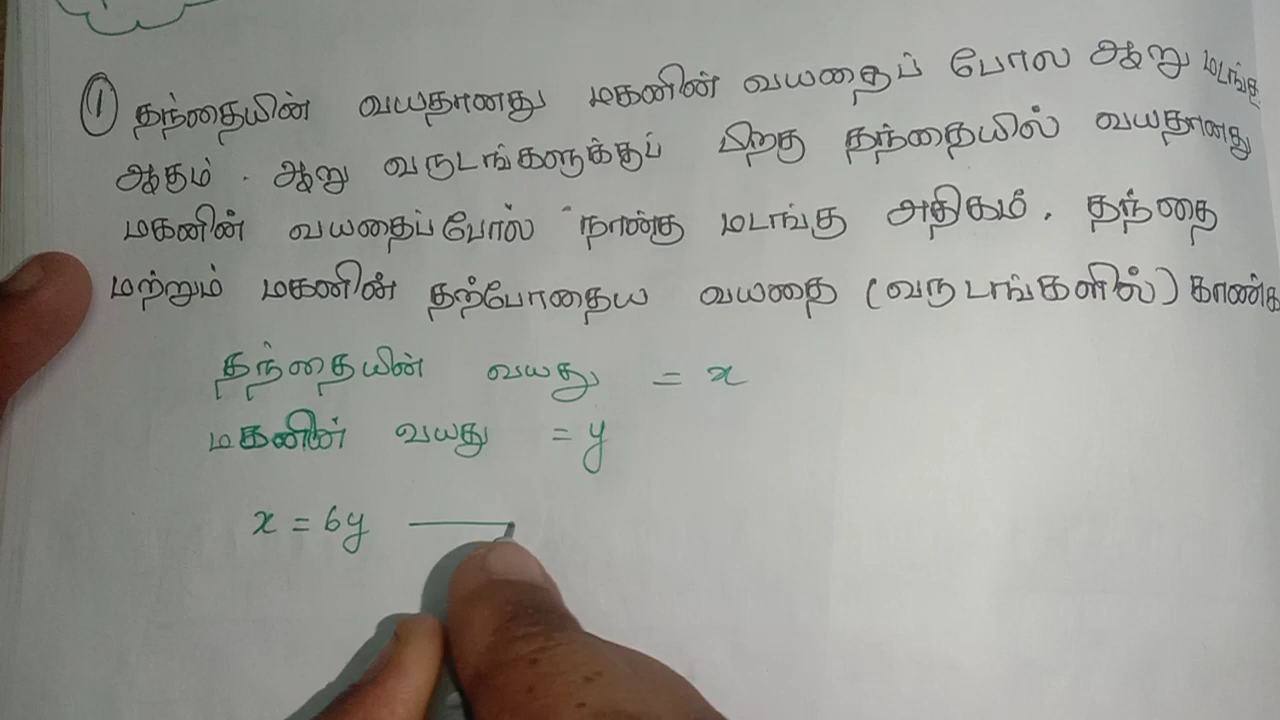 ① தந்தையின் வயதானது மகனின் வயதைப் போல ஆறு மடங்கு
ஆகும். ஆறு வருடங்களுக்குப் பிறகு தந்தையில் வயதானது
மகனின் வயதைப்போல் நான்கு மடங்கு அதிகம். தந்தை
மற்றும் மகனின் தற்போதைய வயதை (வருடங்களில்) காண்க
தந்தையின் வயது = x
மகனின் வயது = y
x = 6y